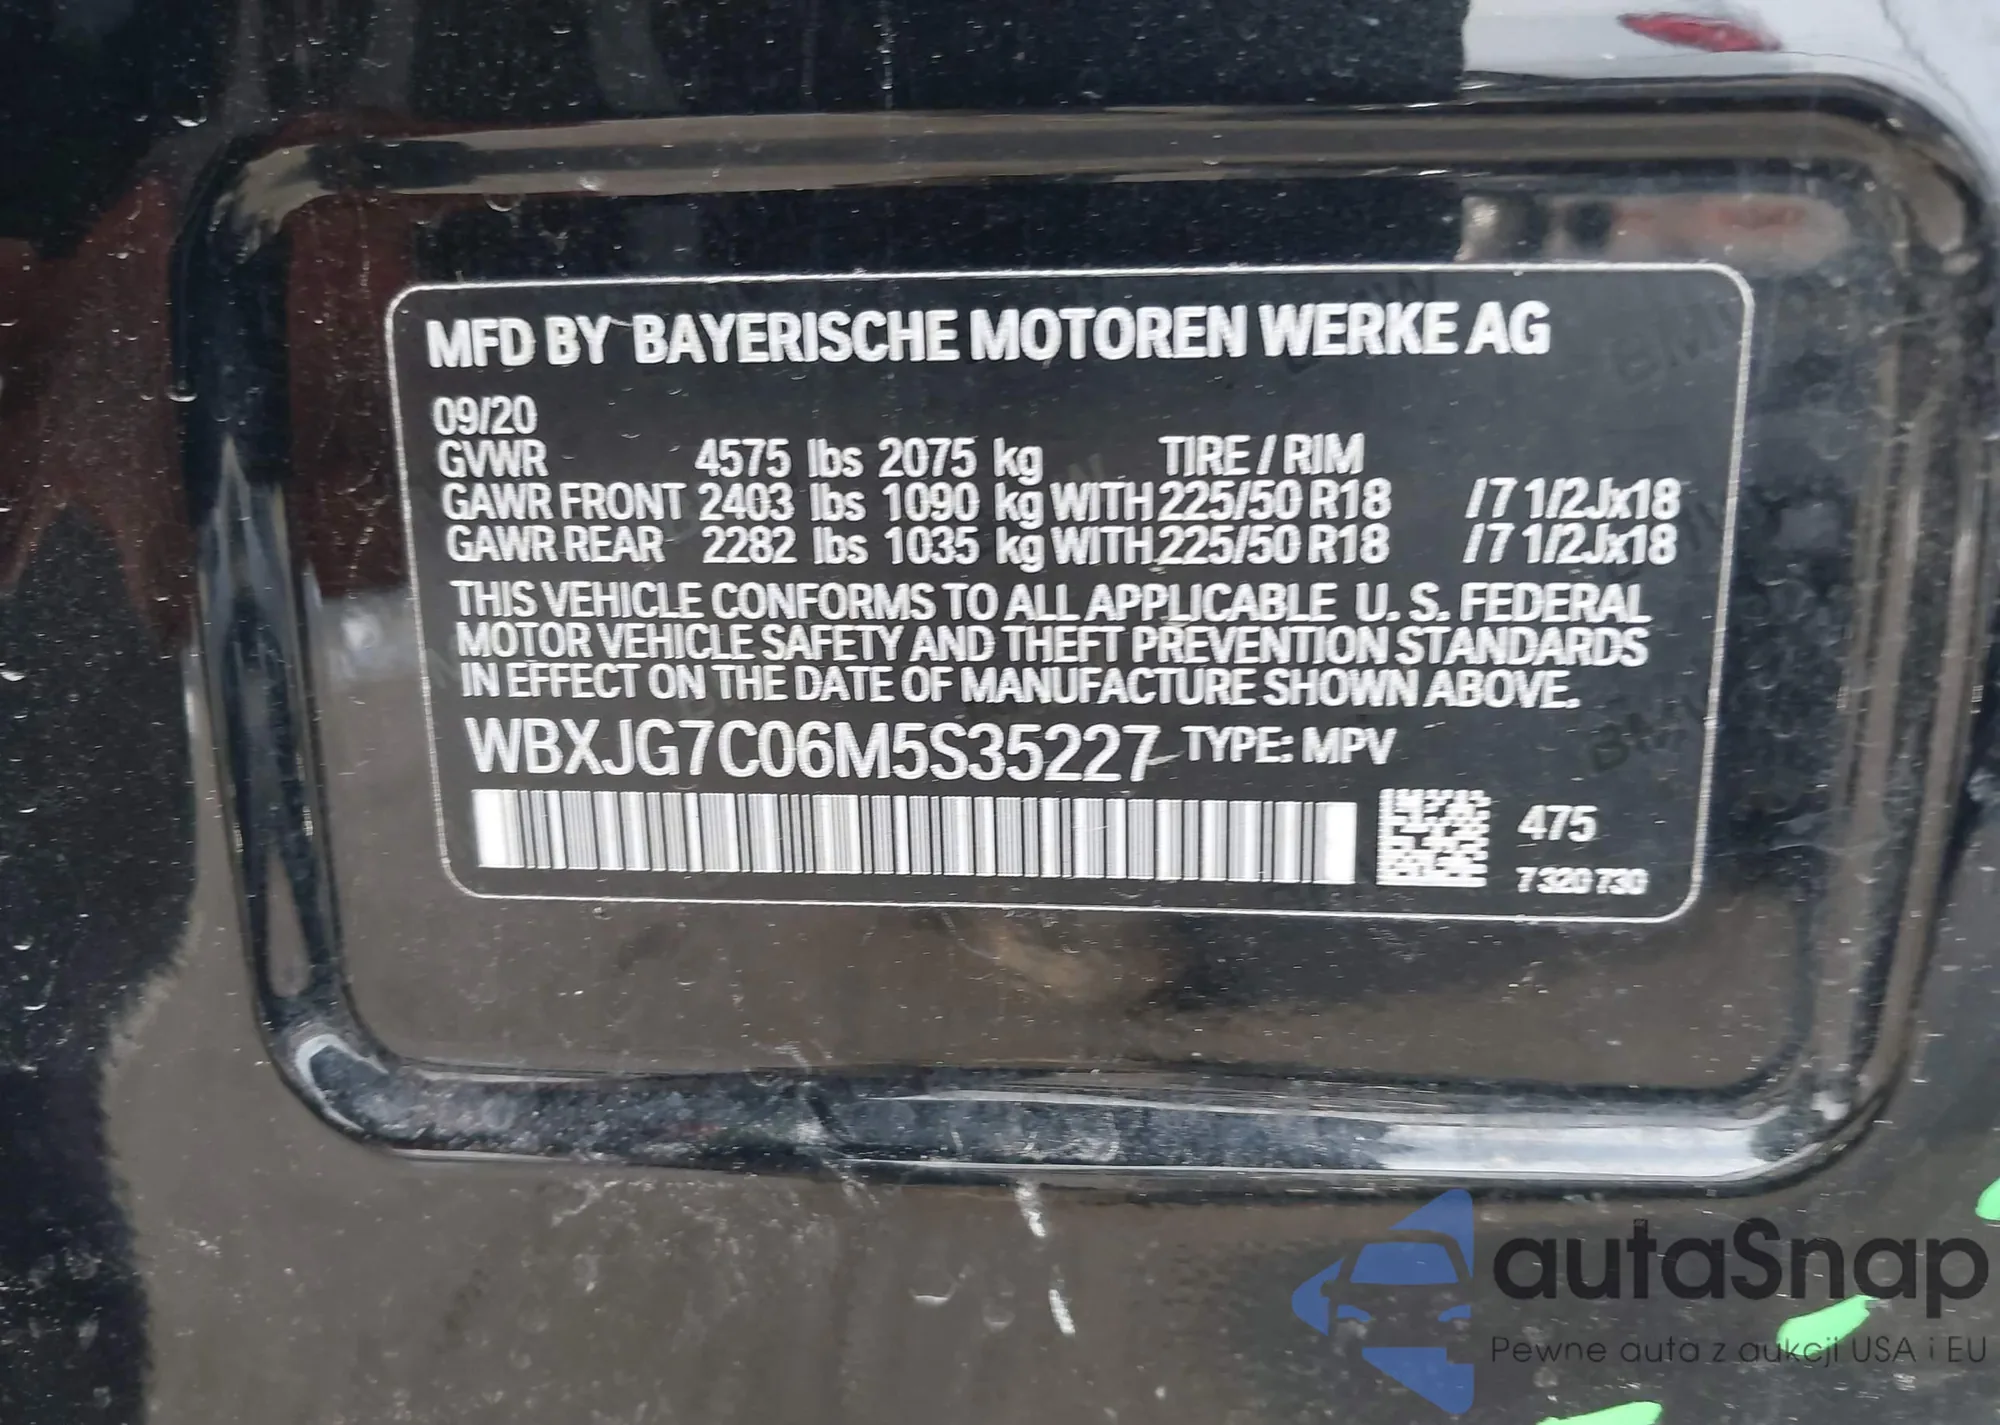 MFD BY BAYERISCHE MOTOREN WERKE AG
09/20
GVWR 4575 lbs 2075 kg TIRE / RIM
GAWR FRONT 2403 lbs 1090 kg WITH 225/50 R18 /7 1/2Jx18
GAWR REAR 2282 lbs 1035 kg WITH 225/50 R18 /7 1/2Jx18
THIS VEHICLE CONFORMS TO ALL APPLICABLE U. S. FEDERAL
MOTOR VEHICLE SAFETY AND THEFT PREVENTION STANDARDS
IN EFFECT ON THE DATE OF MANUFACTURE SHOWN ABOVE.
WBXJG7C06M5S35227 TYPE: MPV
475
7 320 730
autaSnap
Pewne auta z aukcji USA i EU